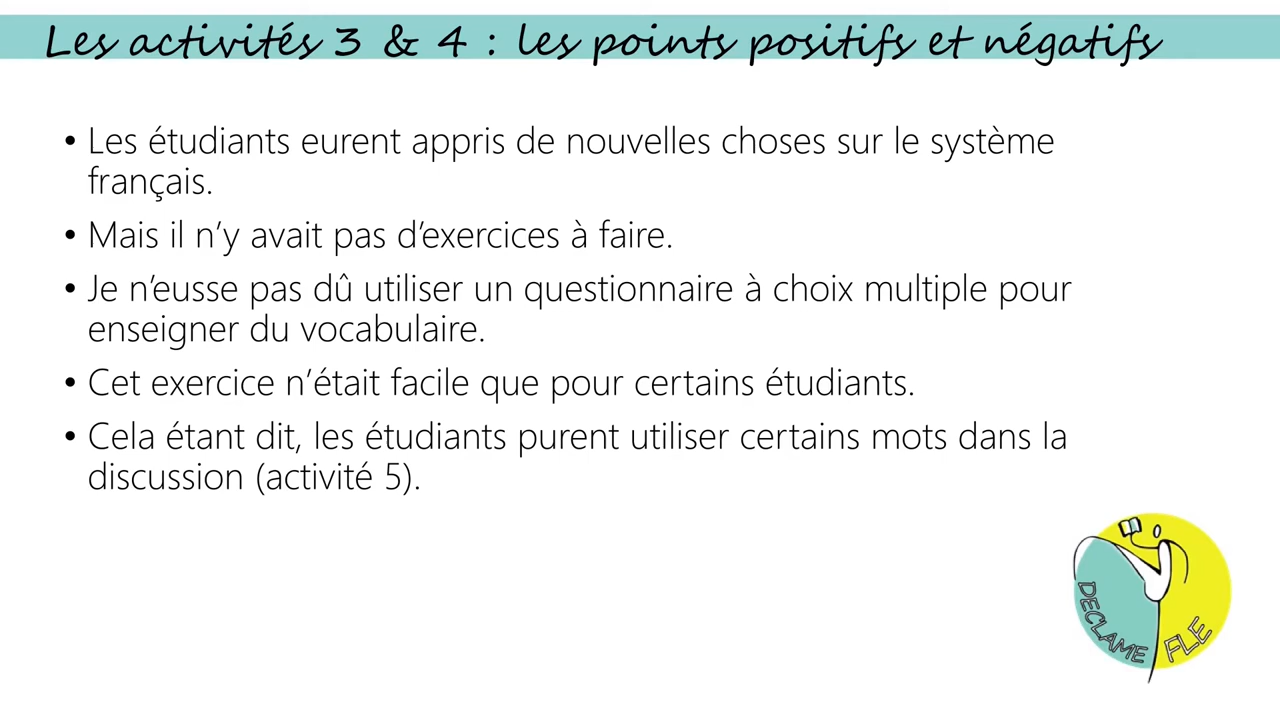 Les activités 3 & 4 : les points positifs et négatifs
• Les étudiants eurent appris de nouvelles choses sur le système
français.
• Mais il n’y avait pas d’exercices à faire.
• Je n’eusse pas dû utiliser un questionnaire à choix multiple pour
enseigner du vocabulaire.
• Cet exercice n’était facile que pour certains étudiants.
• Cela étant dit, les étudiants purent utiliser certains mots dans la
discussion (activité 5).
DECLAME FLE